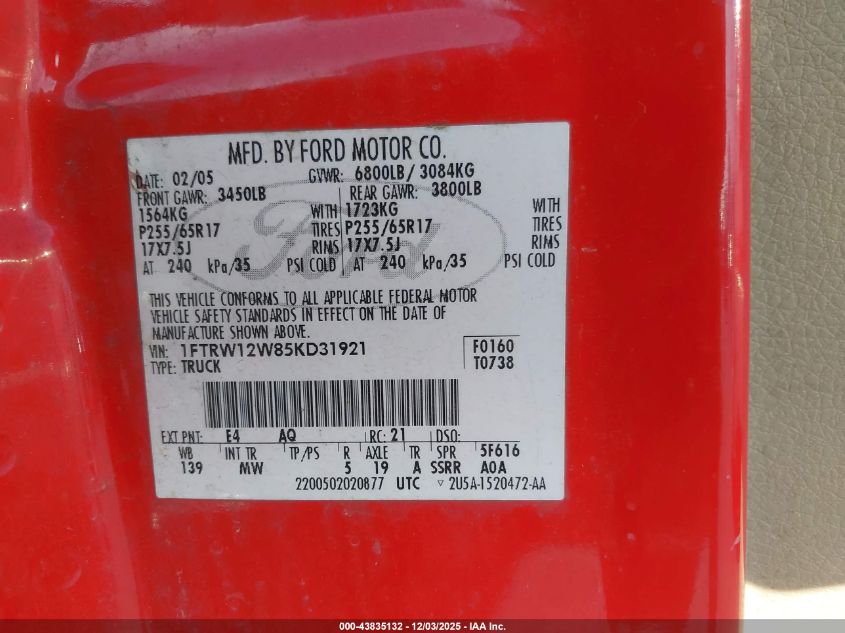 MFD. BY FORD MOTOR CO.
DATE: 02/05 GVWR: 6800LB/ 3084KG
FRONT GAWR: 3450LB REAR GAWR: 3800LB
1564KG WITH 1723KG WITH
P255/65R17 TIRES P255/65R17 TIRES
17X7.5J RIMS 17X7.5J RIMS
AT 240 kPa/35 PSI COLD AT 240 kPa/35 PSI COLD
Ford
THIS VEHICLE CONFORMS TO ALL APPLICABLE FEDERAL MOTOR
VEHICLE SAFETY STANDARDS IN EFFECT ON THE DATE OF
MANUFACTURE SHOWN ABOVE.
VIN: 1FTRW12W85KD31921 F0160
TYPE: TRUCK T0738
EXT PNT: E4 AQ RC: 21 DSO:
WB INT TR TP/PS R AXLE TR SPR 5F616
139 MW 5 19 A SSRR A0A
2200502020877 UTC ▽ 2U5A-1520472-AA
000-43835132 - 12/03/2025 - IAA Inc.